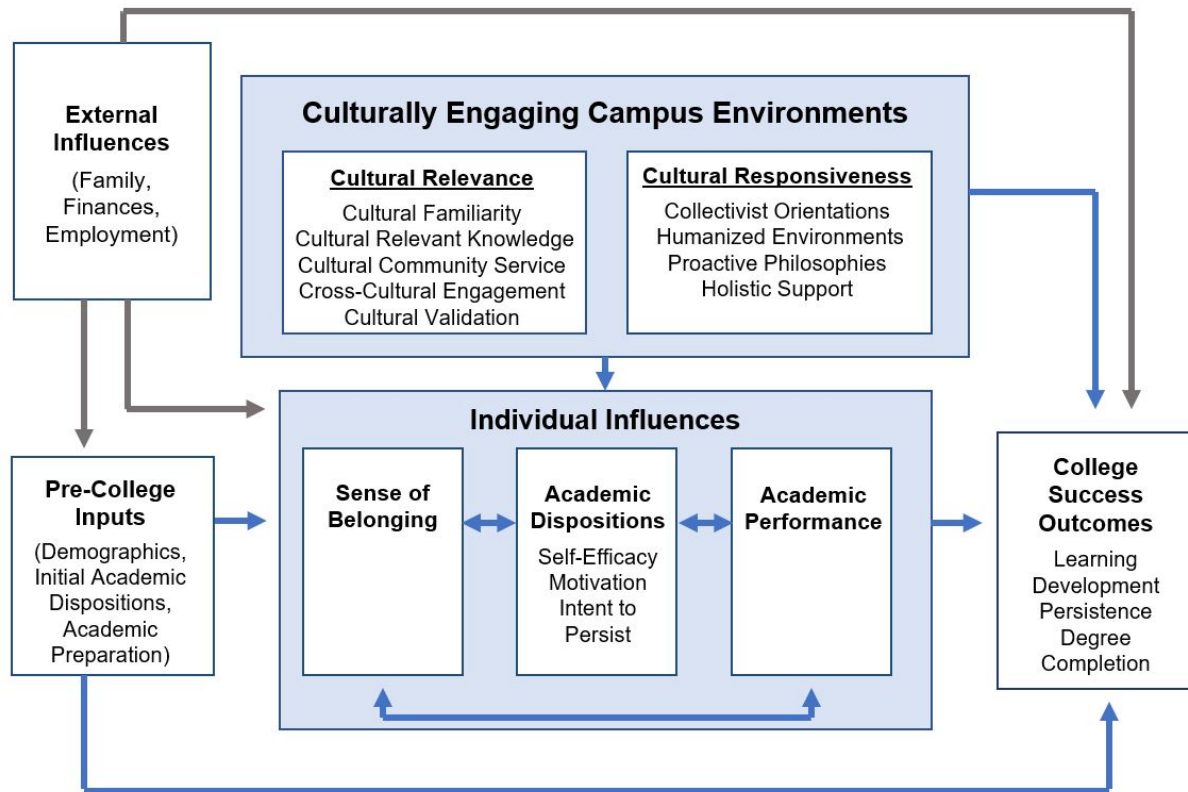 External
Influences
(Family,
Finances,
Employment)
Culturally Engaging Campus Environments
Cultural Relevance
Cultural Familiarity
Cultural Relevant Knowledge
Cultural Community Service
Cross-Cultural Engagement
Cultural Validation
Cultural Responsiveness
Collectivist Orientations
Humanized Environments
Proactive Philosophies
Holistic Support
Pre-College
Inputs
(Demographics,
Initial Academic
Dispositions,
Academic
Preparation)
Individual Influences
Sense of
Belonging
Academic
Dispositions
Self-Efficacy
Motivation
Intent to
Persist
Academic
Performance
College
Success
Outcomes
Learning
Development
Persistence
Degree
Completion